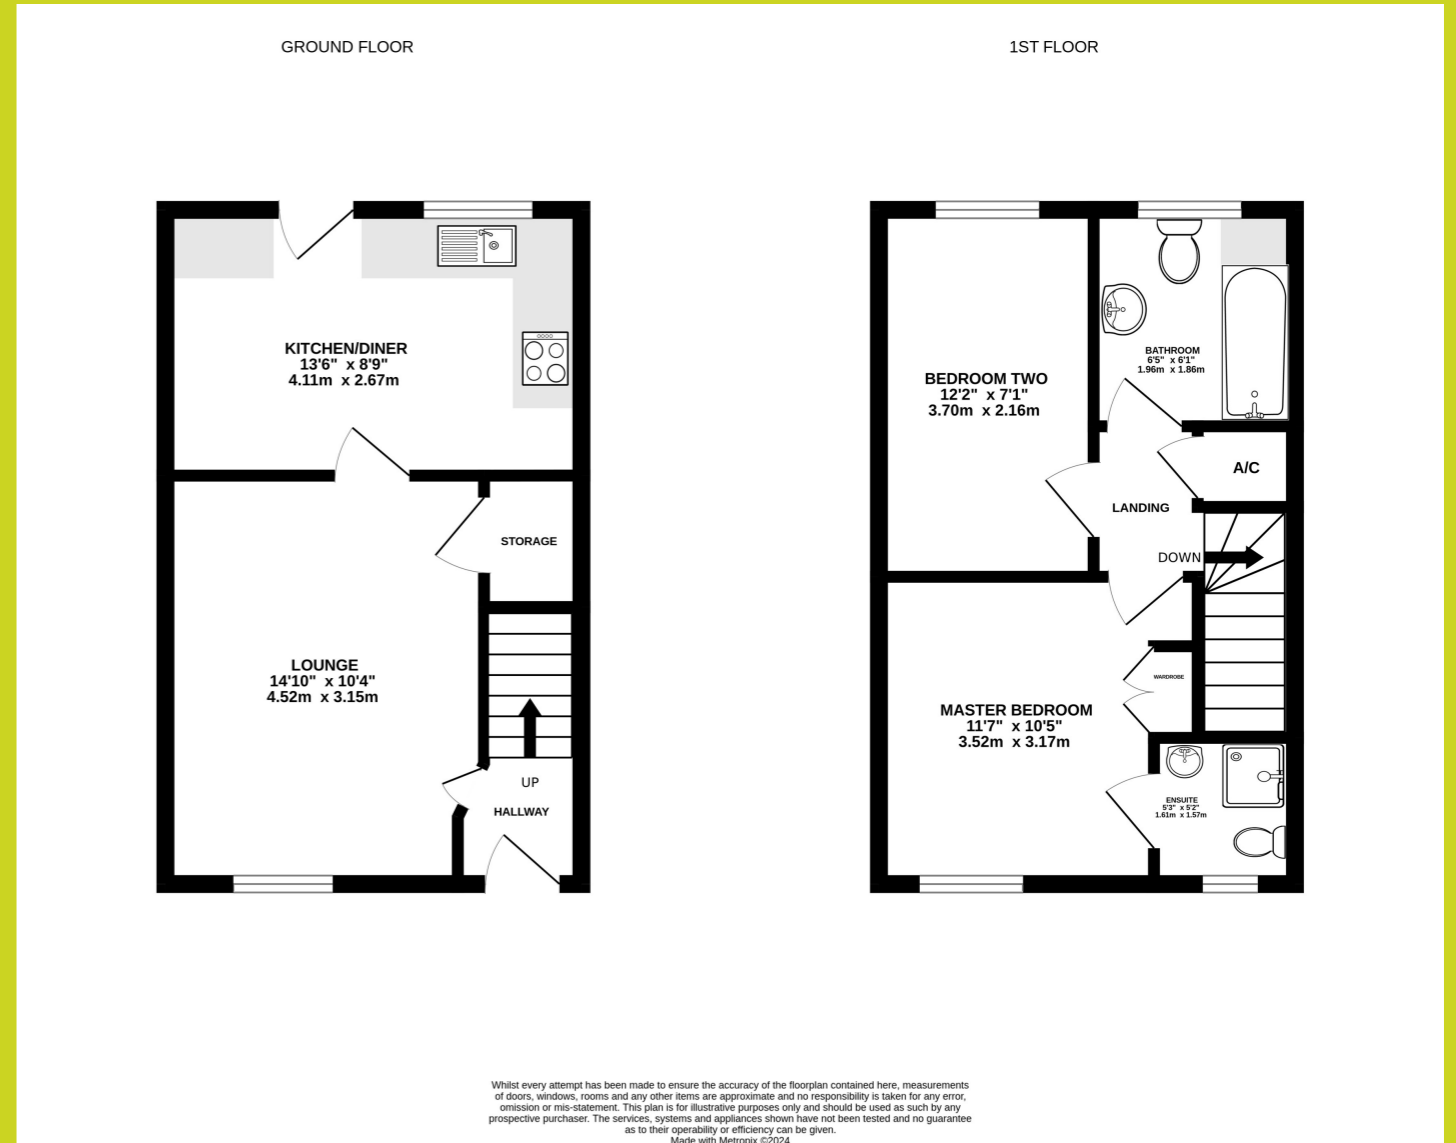 GROUND FLOOR
1ST FLOOR
KITCHEN/DINER
13'6" x 8'9"
4.11m x 2.67m
STORAGE
LOUNGE
14'10" x 10'4"
4.52m x 3.15m
UP
HALLWAY
BEDROOM TWO
12'2" x 7'1"
3.70m x 2.16m
BATHROOM
6'5" x 6'1"
1.96m x 1.86m
A/C
LANDING
DOWN
WARDROBE
MASTER BEDROOM
11'7" x 10'5"
3.52m x 3.17m
ENSUITE
5'3" x 5'2"
1.61m x 1.57m
Whilst every attempt has been made to ensure the accuracy of the floorplan contained here, measurements
of doors, windows, rooms and any other items are approximate and no responsibility is taken for any error,
omission or mis-statement. This plan is for illustrative purposes only and should be used as such by any
prospective purchaser. The services, systems and appliances shown have not been tested and no guarantee
as to their operability or efficiency can be given.
Made with Metropix ©2024